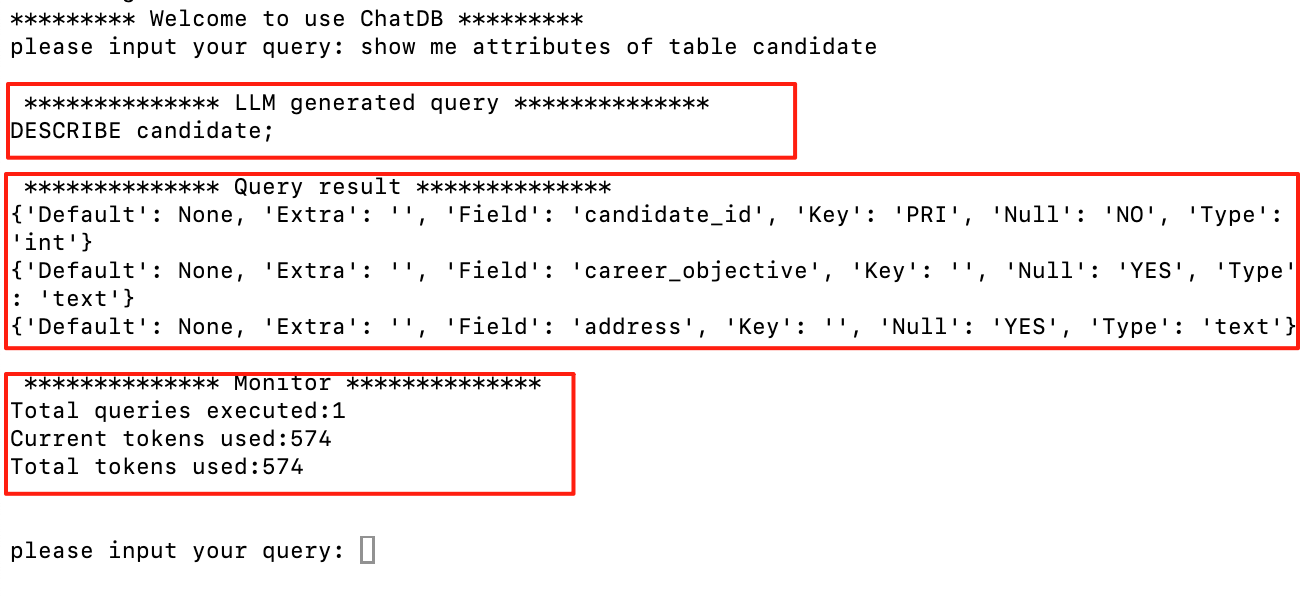 ********* Welcome to use ChatDB *********
please input your query: show me attributes of table candidate
************** LLM generated query **************
DESCRIBE candidate;
************** Query result **************
{'Default': None, 'Extra': '', 'Field': 'candidate_id', 'Key': 'PRI', 'Null': 'NO', 'Type':
'int'}
{'Default': None, 'Extra': '', 'Field': 'career_objective', 'Key': '', 'Null': 'YES', 'Type'
: 'text'}
{'Default': None, 'Extra': '', 'Field': 'address', 'Key': '', 'Null': 'YES', 'Type': 'text'}
************** Monitor **************
Total queries executed:1
Current tokens used:574
Total tokens used:574
please input your query: